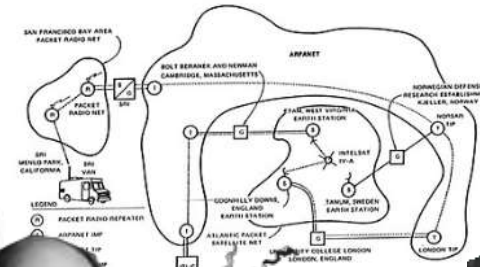 SAN FRANCISCO BAY AREA
PACKET RADIO NET
ARPANET
BOLT BERANEK AND NEWMAN
CAMBRIDGE, MASSACHUSETTS
NORWEGIAN DEFENSE
RESEARCH ESTABLISHM
KJELLER, NORWAY
R
S
G
I
SRI
R
PACKET
RADIO NET
ETAM, WEST VIRGINIA
EARTH STATION
NORSAR
TIP
T
I
G
S
INTELSAT
IV-A
G
SRI
MENLO PARK,
CALIFORNIA
SRI
VAN
S
S
GOONHILLY DOWNS,
ENGLAND
EARTH STATION
TANUM, SWEDEN
EARTH STATION
LEGEND
R PACKET RADIO REPEATER
ARPANET IMP
TIP
I
ATLANTIC PACKET
SATELLITE NET
G
COLLEGE LONDON
LONDON, ENGLAND
T
LONDON TIP